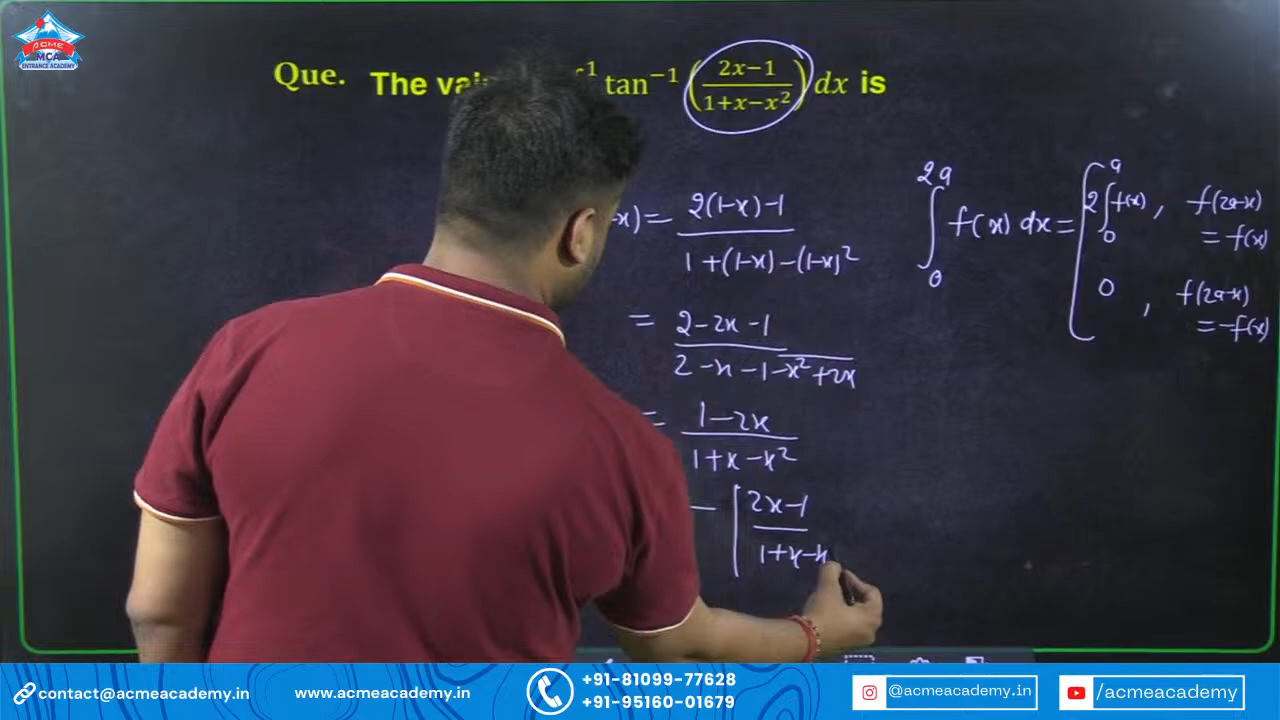 ACME
MCA
ENTRANCE ACADEMY
Que. The ∫ 1 tan−1 (2x−1 / 1+x−x²) dx is
-x) = 2(1-x)-1 / 1+(1-x)-(1-x)²
= 2-2x-1 / 2-x-1-x²+2x
= 1-2x / 1+x-x²
- [2x-1 / 1+x-x
2a
∫ f(x) dx = { 2∫f(x), f(2a-x)
0
a
0
= f(x)
0 , f(2a-x)
= -f(x)
contact@acmeacademy.in
www.acmeacademy.in
+91-81099-77628
+91-95160-01679
@acmeacademy.in
/acmeacademy